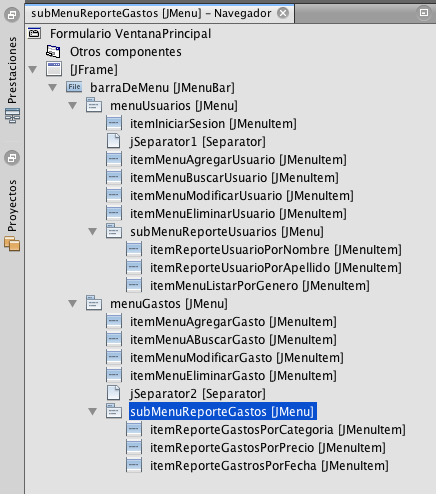 subMenuReporteGastos [JMenu] – Navegador
Prestaciones
Proyectos
Formulario VentanaPrincipal
Otros componentes
[JFrame]
File barraDeMenu [JMenuBar]
menuUsuarios [JMenu]
itemIniciarSesion [JMenuItem]
jSeparator1 [Separator]
itemMenuAgregarUsuario [JMenuItem]
itemMenuBuscarUsuario [JMenuItem]
itemMenuModificarUsuario [JMenuItem]
itemMenuEliminarUsuario [JMenuItem]
subMenuReporteUsuarios [JMenu]
itemReporteUsuarioPorNombre [JMenuItem]
itemReporteUsuarioPorApellido [JMenuItem]
itemMenuListarPorGenero [JMenuItem]
menuGastos [JMenu]
itemMenuAgregarGasto [JMenuItem]
itemMenuABuscarGasto [JMenuItem]
itemMenuModificarGasto [JMenuItem]
itemMenuEliminarGasto [JMenuItem]
jSeparator2 [Separator]
subMenuReporteGastos [JMenu]
itemReporteGastosPorCategoria [JMenuItem]
itemReporteGastosPorPrecio [JMenuItem]
itemReporteGastrosPorFecha [JMenuItem]